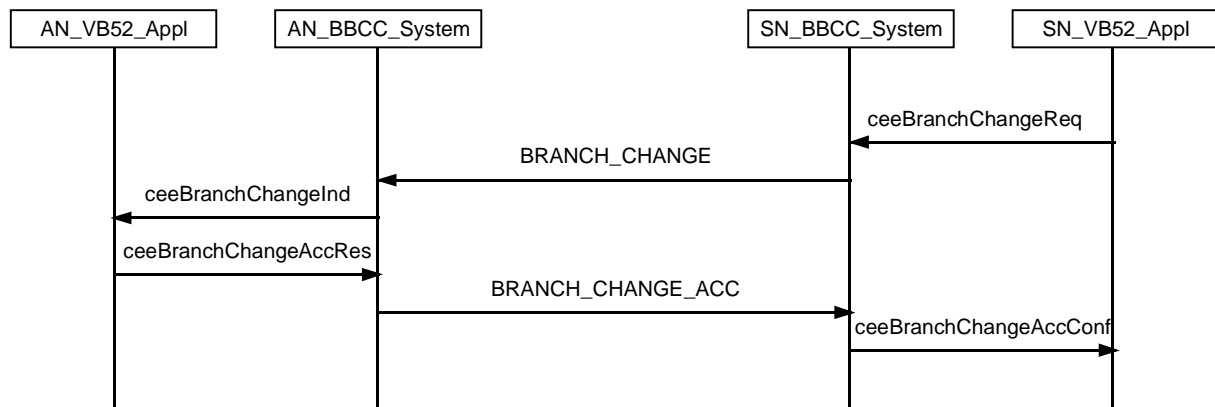 AN_VB52_Appl AN_BBCC_System SN_BBCC_System SN_VB52_Appl
ceeBranchChangeReq
BRANCH_CHANGE
ceeBranchChangeInd
ceeBranchChangeAccRes
BRANCH_CHANGE_ACC
ceeBranchChangeAccConf